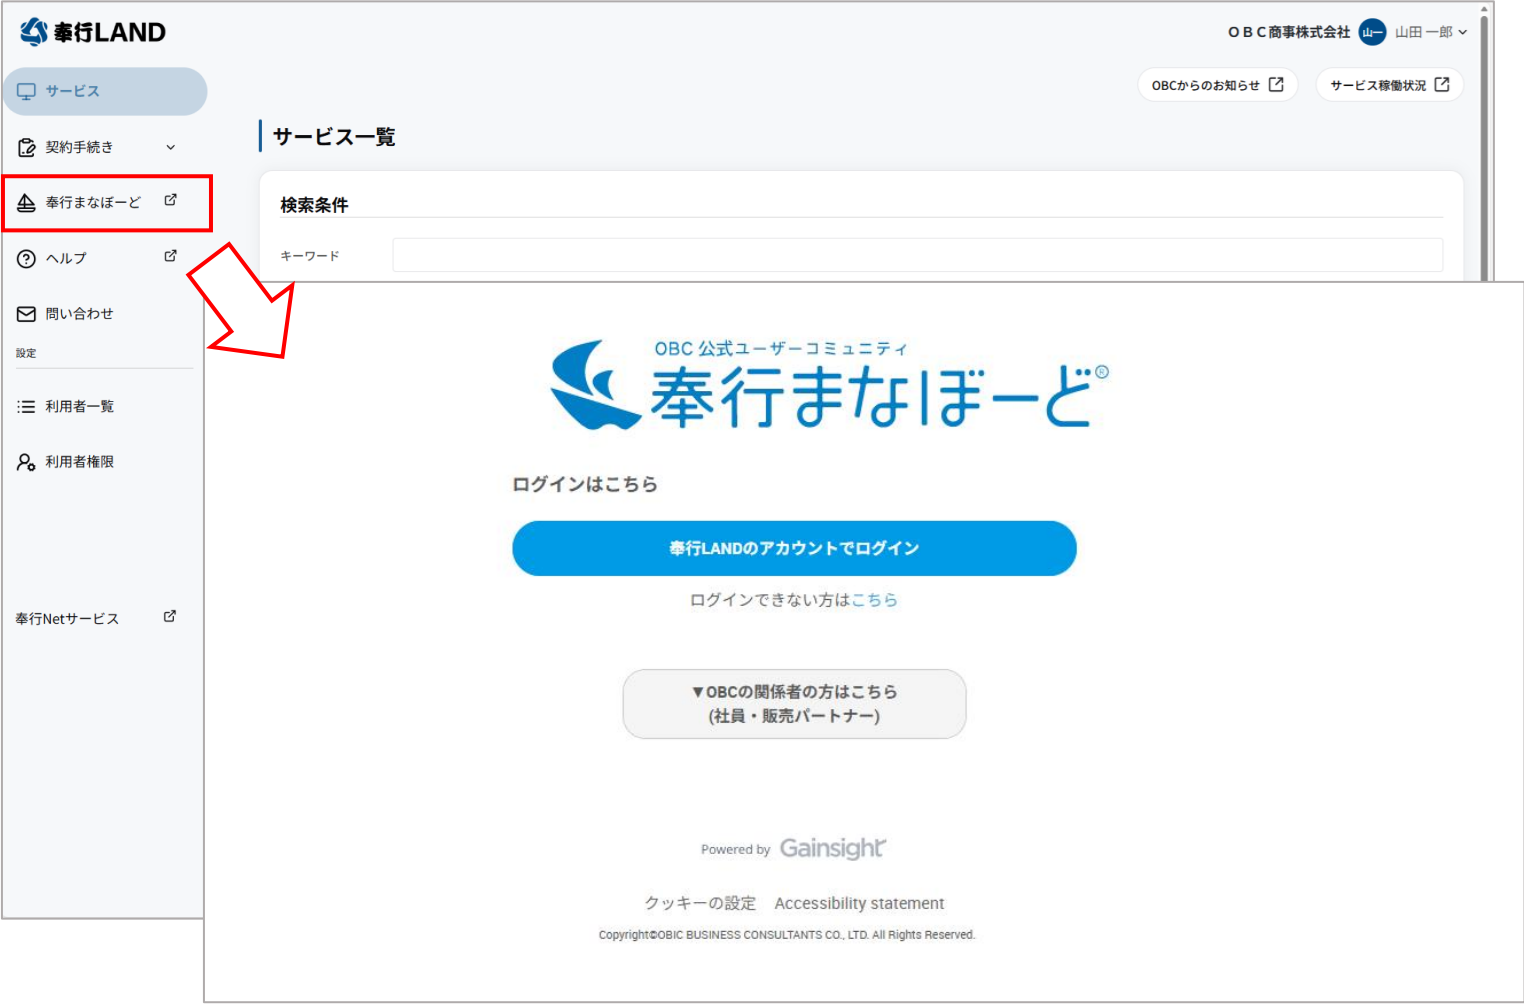 奉行LAND
ＯＢＣ商事株式会社 山一 山田 一郎
サービス
OBCからのお知らせ
サービス稼働状況
契約手続き
サービス一覧
奉行まなぼーど
検索条件
ヘルプ
キーワード
問い合わせ
設定
利用者一覧
利用者権限
奉行Netサービス
OBC 公式ユーザーコミュニティ
奉行まなぼーど®
ログインはこちら
奉行LANDのアカウントでログイン
ログインできない方はこちら
▼OBCの関係者の方はこちら
(社員・販売パートナー)
Powered by Gainsight
クッキーの設定 Accessibility statement
Copyright©OBIC BUSINESS CONSULTANTS CO., LTD. All Rights Reserved.